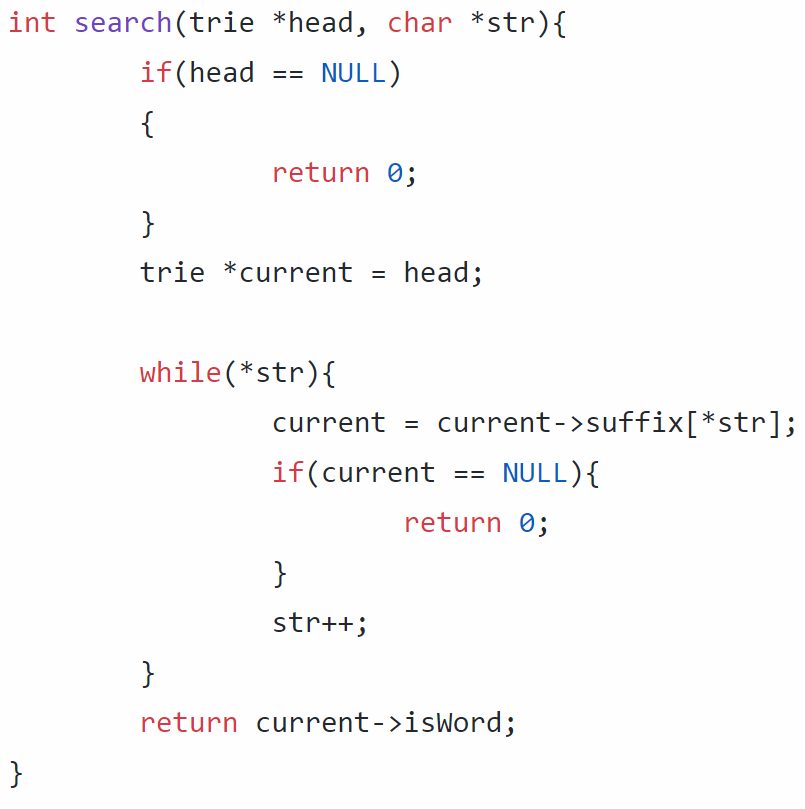 int search(trie *head, char *str){
        if(head == NULL)
        {
                return 0;
        }
        trie *current = head;

        while(*str){
                current = current->suffix[*str];
                if(current == NULL){
                        return 0;
                }
                str++;
        }
        return current->isWord;
}